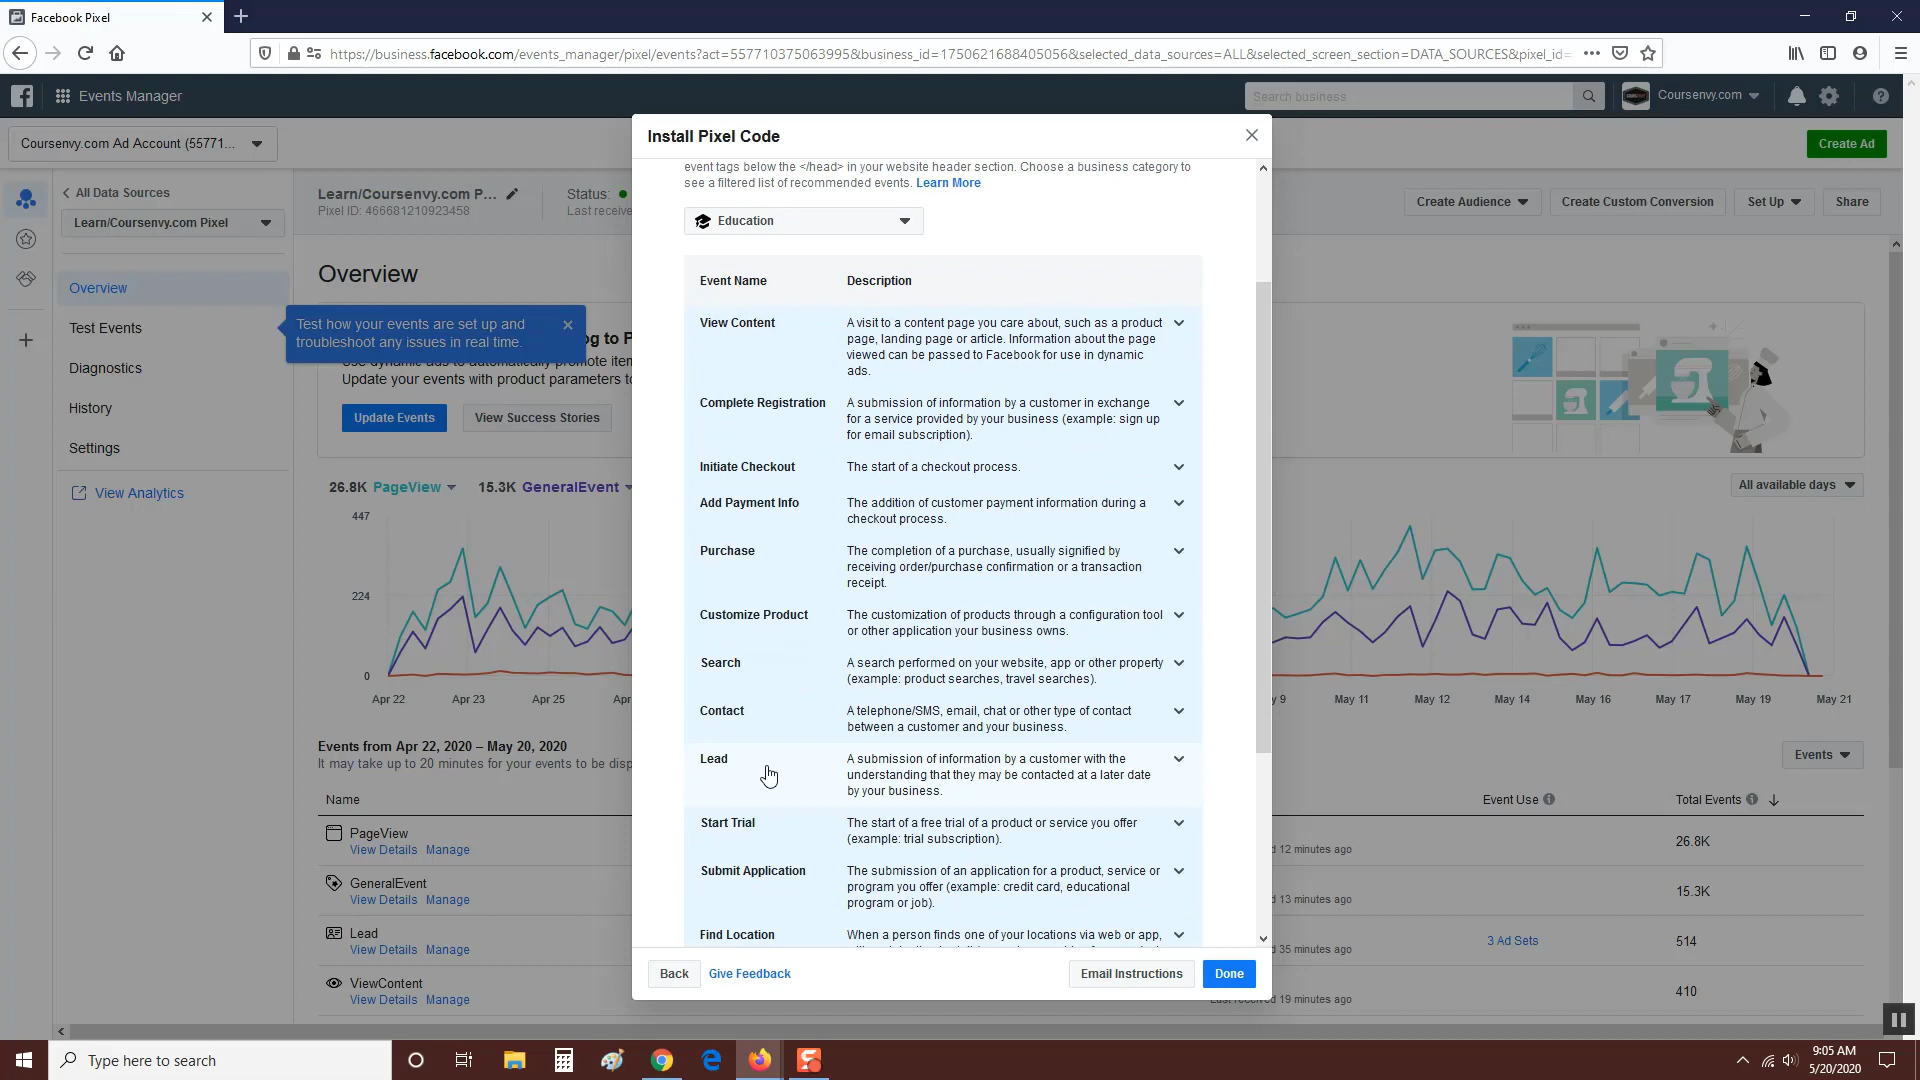 Facebook Pixel
https://business.facebook.com/events_manager/pixel/events?act=557710375063995&business_id=1750621688405056&selected_data_sources=ALL&selected_screen_section=DATA_SOURCES&pixel_id=
Events Manager
Search business
Coursenvy.com
Coursenvy.com Ad Account (55771...
Create Ad
All Data Sources
Learn/Coursenvy.com Pixel
Learn/Coursenvy.com P...
Pixel ID: 466681210923458
Status:
Last receive
Create Audience
Create Custom Conversion
Set Up
Share
Overview
Test Events
Diagnostics
History
Settings
View Analytics
Overview
Test how your events are set up and
troubleshoot any issues in real time.
og to P
Update your events with product parameters to
Update Events
View Success Stories
26.8K PageView
15.3K GeneralEvent
All available days
447
224
0
Apr 22
Apr 23
Apr 25
Apr
9
May 11
May 12
May 14
May 16
May 17
May 19
May 21
Events from Apr 22, 2020 – May 20, 2020
It may take up to 20 minutes for your events to be disp
Events
Name
Event Use
Total Events
PageView
View Details Manage
d 12 minutes ago
26.8K
GeneralEvent
View Details Manage
d 13 minutes ago
15.3K
Lead
View Details Manage
d 35 minutes ago
3 Ad Sets
514
ViewContent
View Details Manage
Last received 19 minutes ago
410
Install Pixel Code
event tags below the </head> in your website header section. Choose a business category to
see a filtered list of recommended events. Learn More
Education
Event Name
Description
View Content
A visit to a content page you care about, such as a product
page, landing page or article. Information about the page
viewed can be passed to Facebook for use in dynamic
ads.
Complete Registration
A submission of information by a customer in exchange
for a service provided by your business (example: sign up
for email subscription).
Initiate Checkout
The start of a checkout process.
Add Payment Info
The addition of customer payment information during a
checkout process.
Purchase
The completion of a purchase, usually signified by
receiving order/purchase confirmation or a transaction
receipt.
Customize Product
The customization of products through a configuration tool
or other application your business owns.
Search
A search performed on your website, app or other property
(example: product searches, travel searches).
Contact
A telephone/SMS, email, chat or other type of contact
between a customer and your business.
Lead
A submission of information by a customer with the
understanding that they may be contacted at a later date
by your business.
Start Trial
The start of a free trial of a product or service you offer
(example: trial subscription).
Submit Application
The submission of an application for a product, service or
program you offer (example: credit card, educational
program or job).
Find Location
When a person finds one of your locations via web or app,
Back
Give Feedback
Email Instructions
Done
Type here to search
9:05 AM
5/20/2020